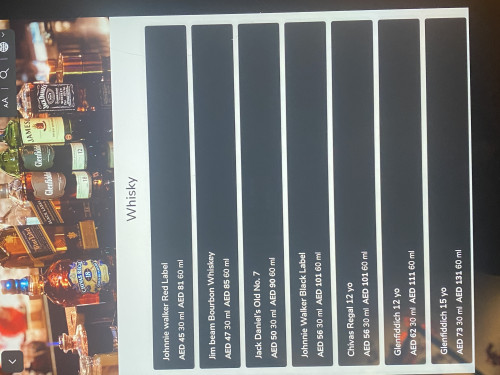 AA
Whisky
Johnnie walker Red Label
AED 45 30 ml AED 81 60 ml
Jim beam Bourbon Whiskey
AED 47 30 ml AED 85 60 ml
Jack Daniel's Old No. 7
AED 50 30 ml AED 90 60 ml
Johnnie Walker Black Label
AED 56 30 ml AED 101 60 ml
Chivas Regal 12 yo
AED 56 30 ml AED 101 60 ml
Glenfiddich 12 yo
AED 62 30 ml AED 111 60 ml
Glenfiddich 15 yo
AED 73 30 ml AED 131 60 ml